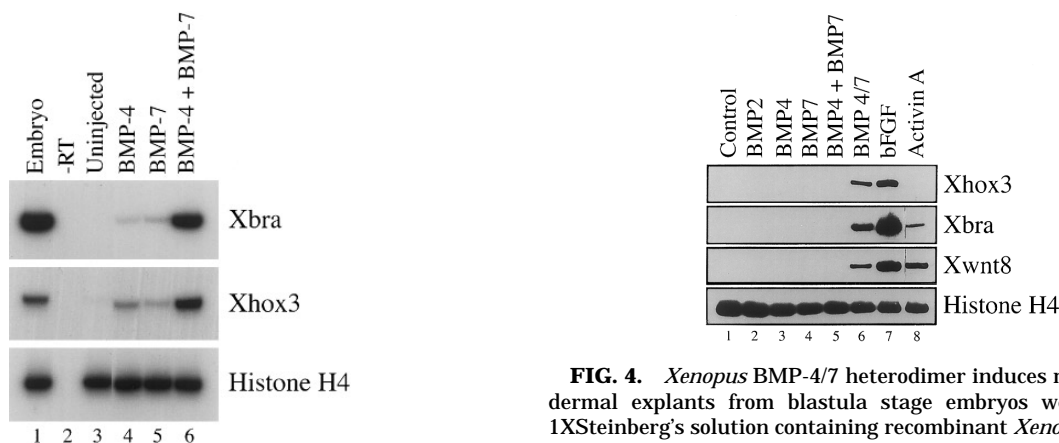 Embryo
-RT
Uninjected
BMP-4
BMP-7
BMP-4 + BMP-7
Xbra
Xhox3
Histone H4
1 2 3 4 5 6
Control
BMP2
BMP4
BMP7
BMP4 + BMP7
BMP 4/7
bFGF
Activin A
Xhox3
Xbra
Xwnt8
Histone H4
1 2 3 4 5 6 7 8
FIG. 4. Xenopus BMP-4/7 heterodimer induces
dermal explants from blastula stage embryos
1XSteinberg's solution containing recombinant